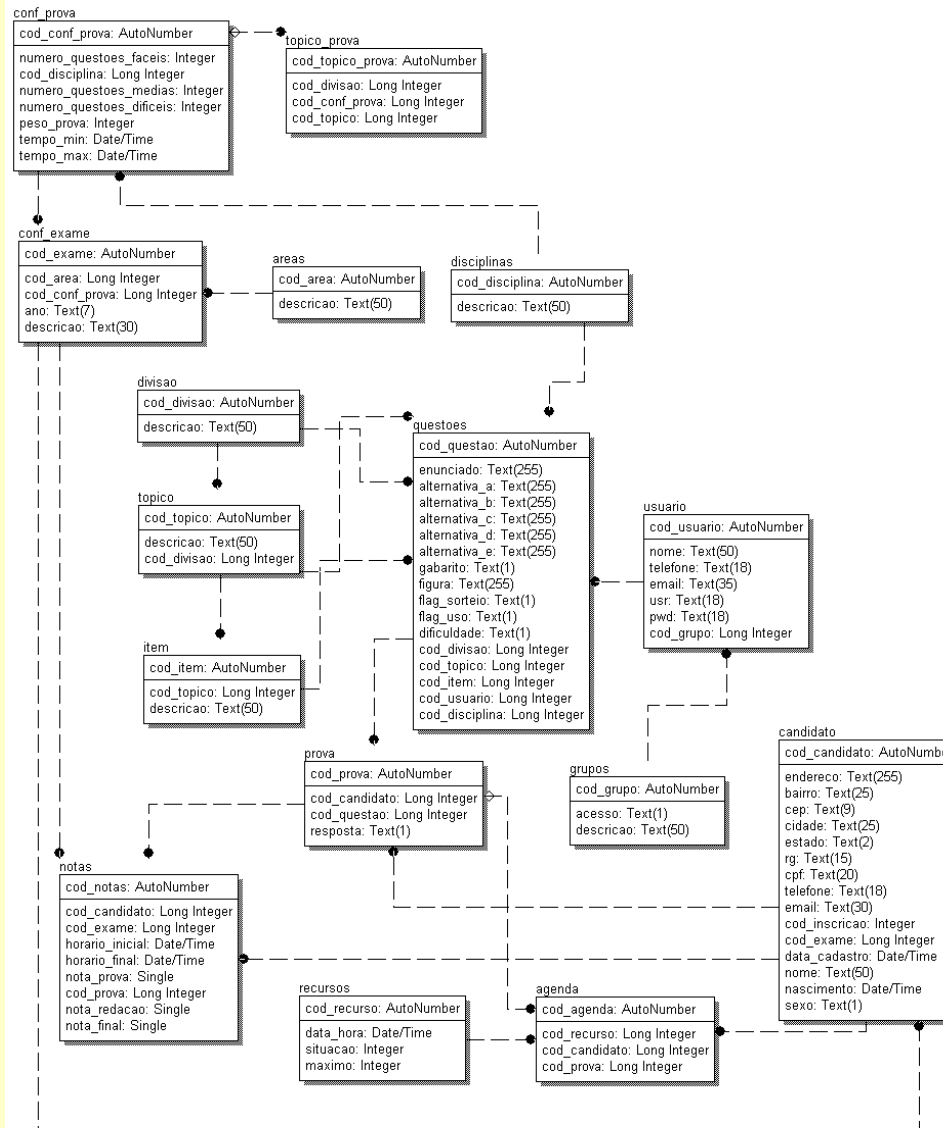 conf_prova
cod_conf_prova: AutoNumber
numero_questoes_faceis: Integer
cod_disciplina: Long Integer
numero_questoes_medias: Integer
numero_questoes_dificeis: Integer
peso_prova: Integer
tempo_min: Date/Time
tempo_max: Date/Time
topico_prova
cod_topico_prova: AutoNumber
cod_divisao: Long Integer
cod_conf_prova: Long Integer
cod_topico: Long Integer
conf_exame
cod_exame: AutoNumber
cod_area: Long Integer
cod_conf_prova: Long Integer
ano: Text(7)
descricao: Text(30)
areas
cod_area: AutoNumber
descricao: Text(50)
disciplinas
cod_disciplina: AutoNumber
descricao: Text(50)
divisao
cod_divisao: AutoNumber
descricao: Text(50)
topico
cod_topico: AutoNumber
descricao: Text(50)
cod_divisao: Long Integer
item
cod_item: AutoNumber
cod_topico: Long Integer
descricao: Text(50)
questoes
cod_questao: AutoNumber
enunciado: Text(255)
alternativa_a: Text(255)
alternativa_b: Text(255)
alternativa_c: Text(255)
alternativa_d: Text(255)
alternativa_e: Text(255)
gabarito: Text(1)
figura: Text(255)
flag_sorteio: Text(1)
flag_uso: Text(1)
dificuldade: Text(1)
cod_divisao: Long Integer
cod_topico: Long Integer
cod_item: Long Integer
cod_usuario: Long Integer
cod_disciplina: Long Integer
usuario
cod_usuario: AutoNumber
nome: Text(50)
telefone: Text(18)
email: Text(35)
usr: Text(18)
pwd: Text(18)
cod_grupo: Long Integer
prova
cod_prova: AutoNumber
cod_candidato: Long Integer
cod_questao: Long Integer
resposta: Text(1)
grupos
cod_grupo: AutoNumber
acesso: Text(1)
descricao: Text(50)
candidato
cod_candidato: AutoNumbe
endereco: Text(255)
bairro: Text(25)
cep: Text(9)
cidade: Text(25)
estado: Text(2)
rg: Text(15)
cpf: Text(20)
telefone: Text(18)
email: Text(30)
cod_inscricao: Integer
cod_exame: Long Integer
data_cadastro: Date/Time
nome: Text(50)
nascimento: Date/Time
sexo: Text(1)
notas
cod_notas: AutoNumber
cod_candidato: Long Integer
cod_exame: Long Integer
horario_inicial: Date/Time
horario_final: Date/Time
nota_prova: Single
cod_prova: Long Integer
nota_redacao: Single
nota_final: Single
recursos
cod_recurso: AutoNumber
data_hora: Date/Time
situacao: Integer
maximo: Integer
agenda
cod_agenda: AutoNumber
cod_recurso: Long Integer
cod_candidato: Long Integer
cod_prova: Long Integer